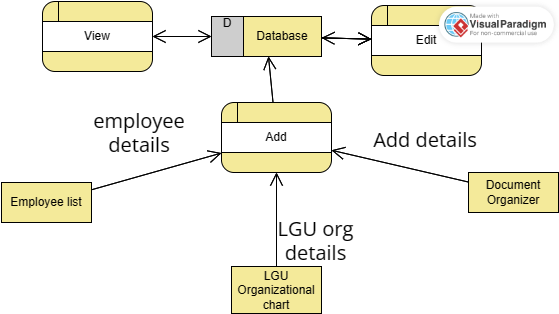 Made with
Visual Paradigm
For non-commercial use
D
View
Database
Edit
employee
details
Add
Add details
Employee list
Document
Organizer
LGU org
details
LGU
Organizational
chart